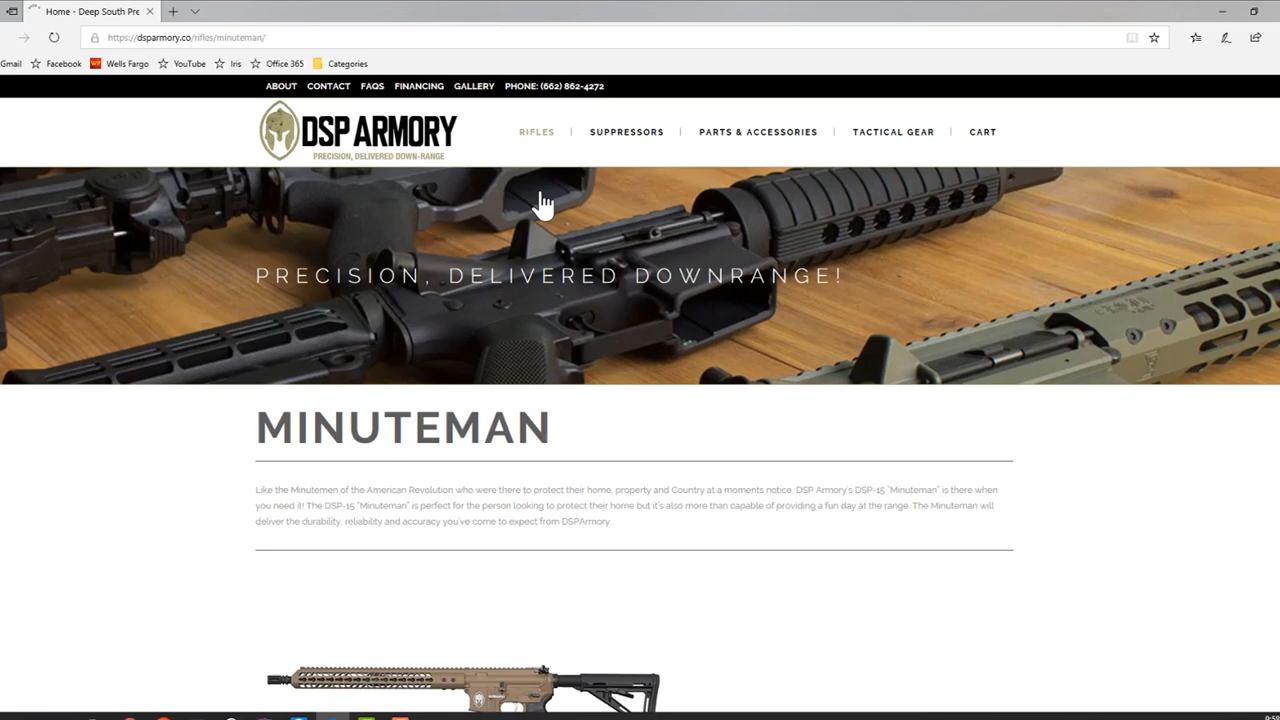 Home - Deep South Pre
https://dsparmory.co/rifles/minuteman/
Gmail Facebook Wells Fargo YouTube Iris Office 365 Categories
ABOUT CONTACT FAQS FINANCING GALLERY PHONE: (662) 862-4272
DSP ARMORY
PRECISION, DELIVERED DOWN-RANGE
RIFLES | SUPPRESSORS | PARTS & ACCESSORIES | TACTICAL GEAR | CART
PRECISION, DELIVERED DOWNRANGE!
MINUTEMAN
Like the Minutemen of the American Revolution who were there to protect their home, property and Country at a moments notice, DSP Armory's DSP-15 "Minuteman" is there when
you need it! The DSP-15 "Minuteman" is perfect for the person looking to protect their home but it's also more than capable of providing a fun day at the range. The Minuteman will
deliver the durability, reliability and accuracy you've come to expect from DSPArmory